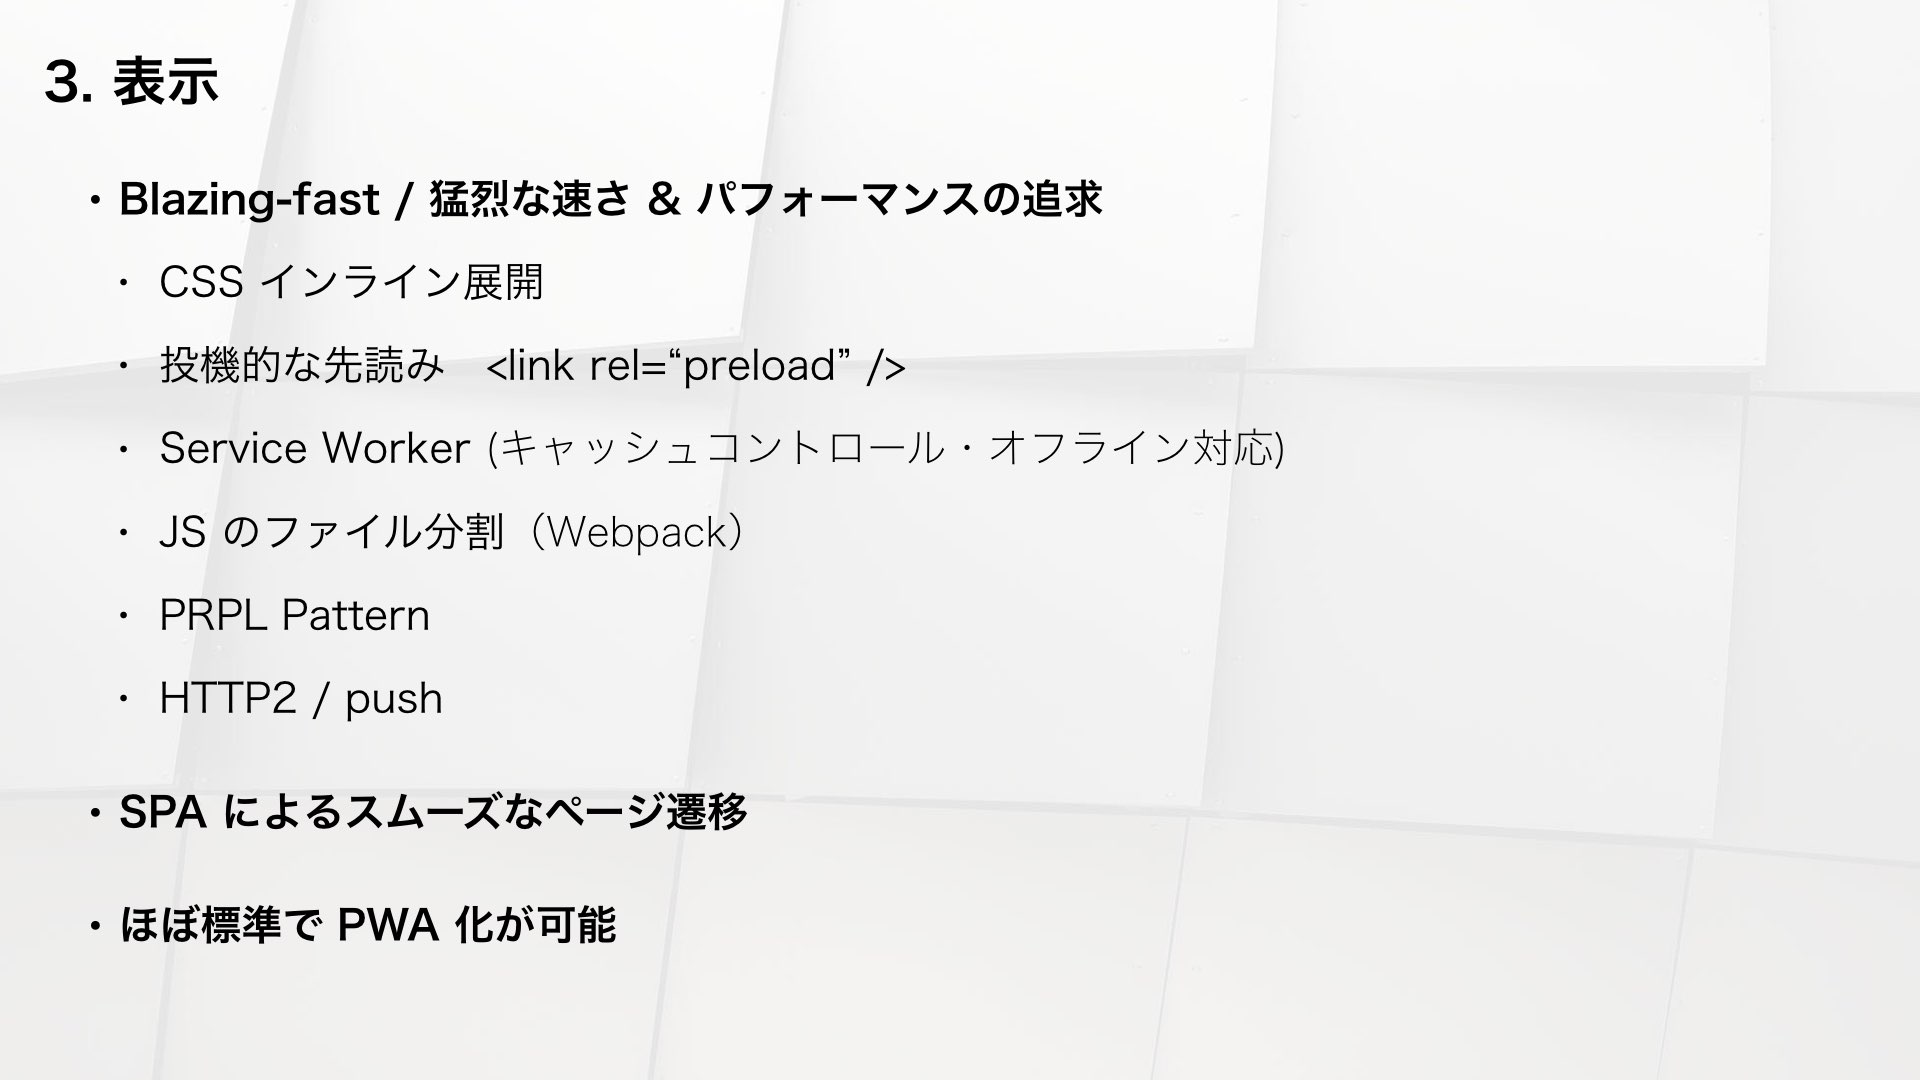 3. 表示
・Blazing-fast / 猛烈な速さ & パフォーマンスの追求
・ CSS インライン展開
・ 投機的な先読み　<link rel=“preload” />
・ Service Worker (キャッシュコントロール・オフライン対応)
・ JS のファイル分割（Webpack）
・ PRPL Pattern
・ HTTP2 / push
・SPA によるスムーズなページ遷移
・ほぼ標準で PWA 化が可能